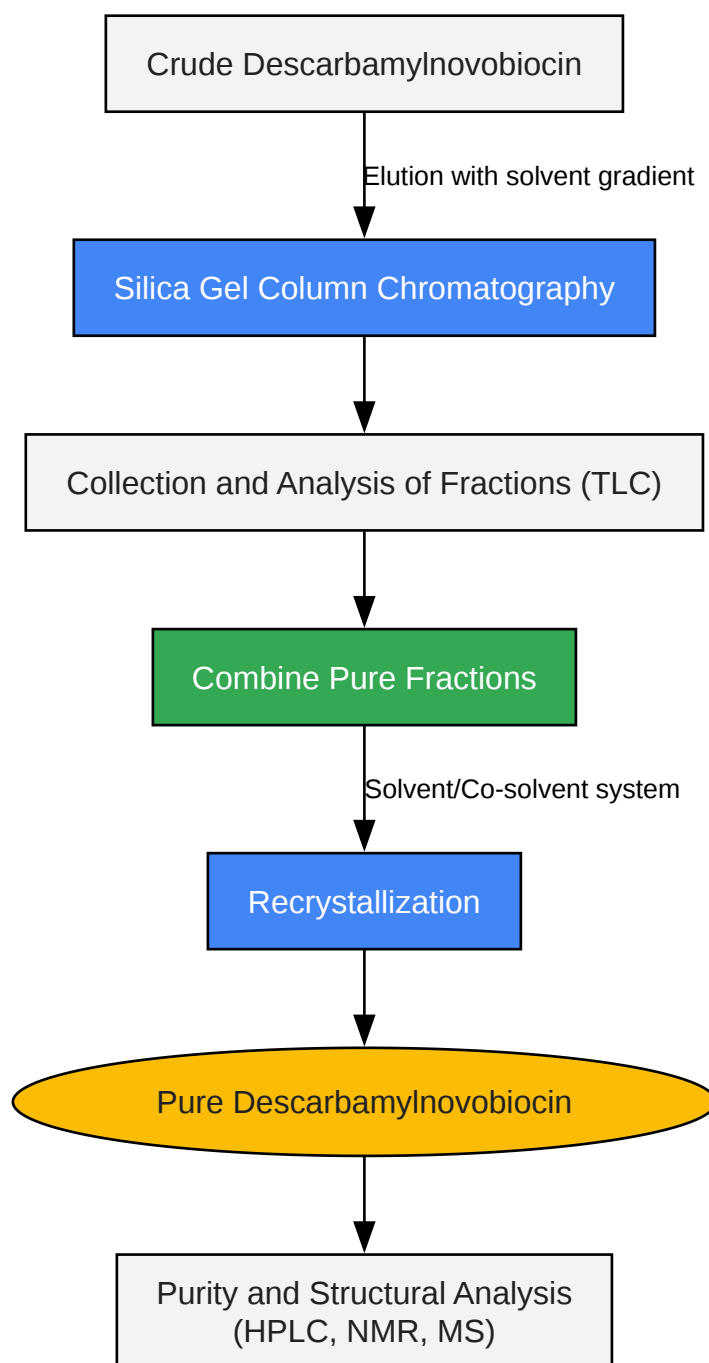 Crude Descarbamylnovobiocin
Elution with solvent gradient
Silica Gel Column Chromatography
Collection and Analysis of Fractions (TLC)
Combine Pure Fractions
Solvent/Co-solvent system
Recrystallization
Pure Descarbamylnovobiocin
Purity and Structural Analysis
(HPLC, NMR, MS)